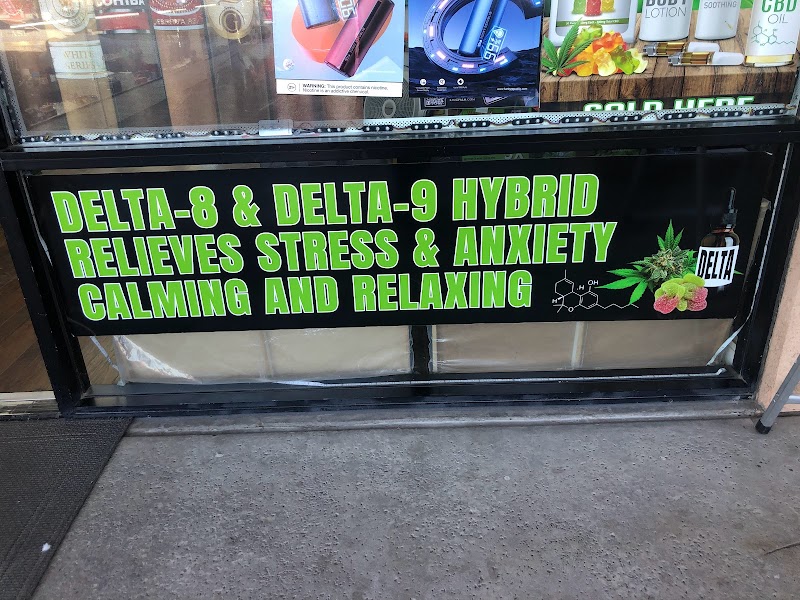 WHITE
WARNING: This product contains nicotine.
Nicotine is an addictive chemical.
BODY
LOTION
SOOTHING
CBD
OIL
SOLD HERE
DELTA-8 & DELTA-9 HYBRID
RELIEVES STRESS & ANXIETY
CALMING AND RELAXING
DELTA
H
OH
H
O